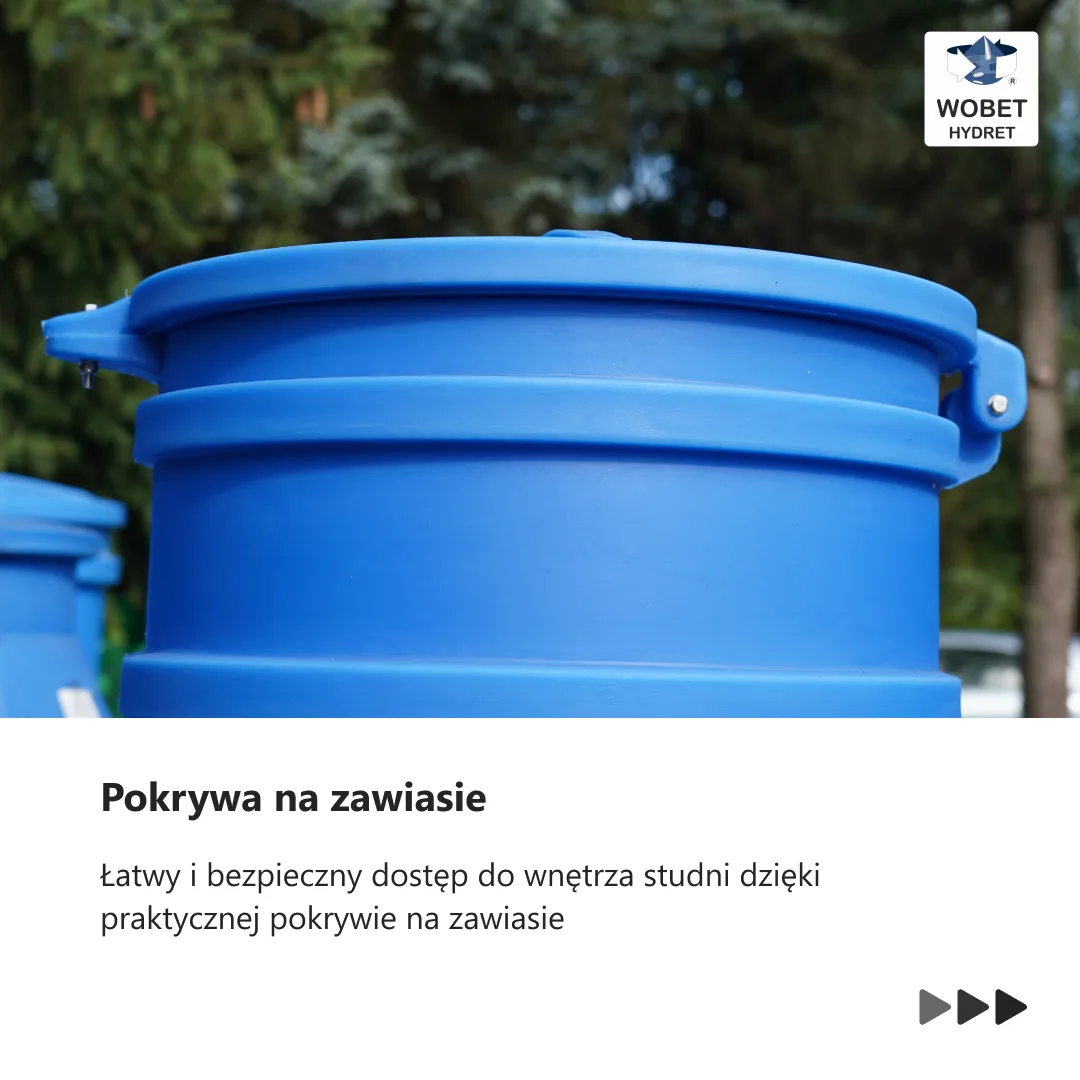 ®
WOBET
HYDRET
Pokrywa na zawiasie
Łatwy i bezpieczny dostęp do wnętrza studni dzięki
praktycznej pokrywie na zawiasie